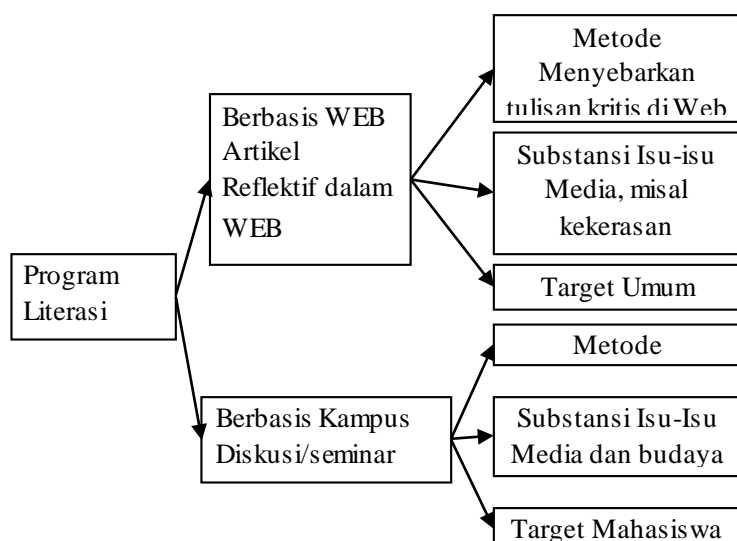 Program
Literasi
Berbasis WEB
Artikel
Reflektif dalam
WEB
Metode
Menyebarkan
tulisan kritis di Web
Substansi Isu-isu
Media, misal
kekerasan
Target Umum
Berbasis Kampus
Diskusi/seminar
Metode
Substansi Isu-Isu
Media dan budaya
Target Mahasiswa